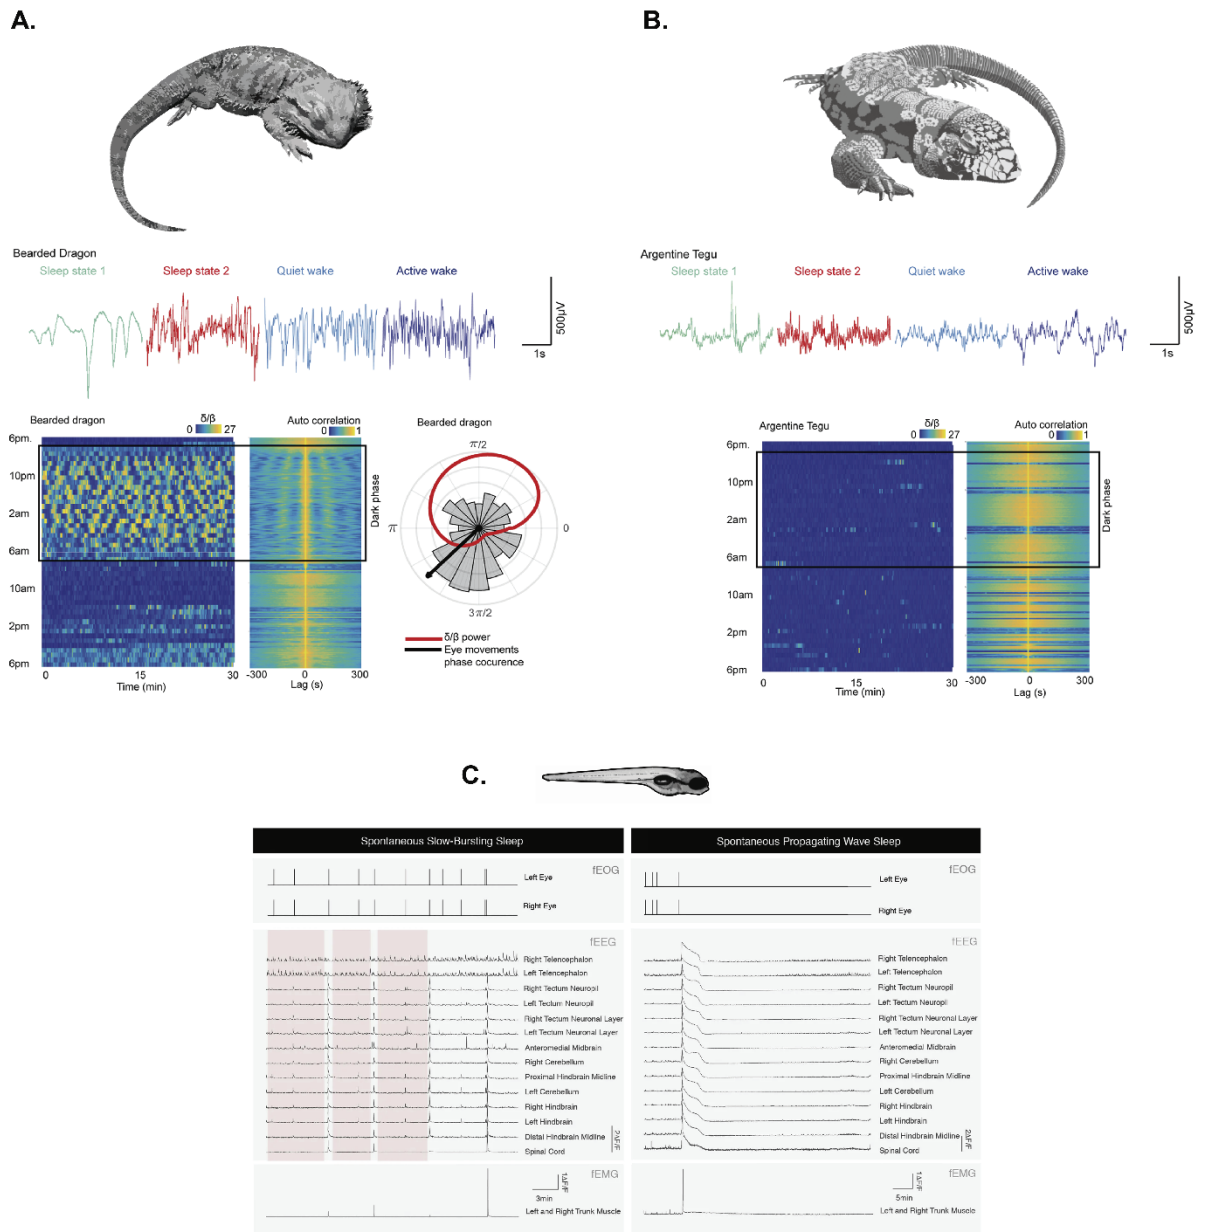 A.
B.
Bearded Dragon
Sleep state 1
Sleep state 2
Quiet wake
Active wake
500µV
1s
Argentine Tegu
Sleep state 1
Sleep state 2
Quiet wake
Active wake
500µV
1s
Bearded dragon
δ/β
0 27
Auto correlation
0 1
6pm.
10pm
2am
6am
10am
2pm
6pm
0 15 30
Time (min)
-300 0 300
Lag (s)
Dark phase
Bearded dragon
π/2
π
0
3π/2
δ/β power
Eye movements
phase cocurence
Argentine Tegu
δ/β
0 27
Auto correlation
0 1
6pm.
10pm
2am
6am
10am
2pm
6pm
0 15 30
Time (min)
-300 0 300
Lag (s)
Dark phase
C.
Spontaneous Slow-Bursting Sleep
fEOG
Left Eye
Right Eye
fEEG
Right Telencephalon
Left Telencephalon
Right Tectum Neuropil
Left Tectum Neuropil
Right Tectum Neuronal Layer
Left Tectum Neuronal Layer
Anteromedial Midbrain
Right Cerebellum
Proximal Hindbrain Midline
Left Cerebellum
Right Hindbrain
Left Hindbrain
Distal Hindbrain Midline
Spinal Cord
2ΔF/F
fEMG
1ΔF/F
3min
Left and Right Trunk Muscle
Spontaneous Propagating Wave Sleep
fEOG
Left Eye
Right Eye
fEEG
Right Telencephalon
Left Telencephalon
Right Tectum Neuropil
Left Tectum Neuropil
Right Tectum Neuronal Layer
Left Tectum Neuronal Layer
Anteromedial Midbrain
Right Cerebellum
Proximal Hindbrain Midline
Left Cerebellum
Right Hindbrain
Left Hindbrain
Distal Hindbrain Midline
Spinal Cord
2ΔF/F
fEMG
1ΔF/F
5min
Left and Right Trunk Muscle